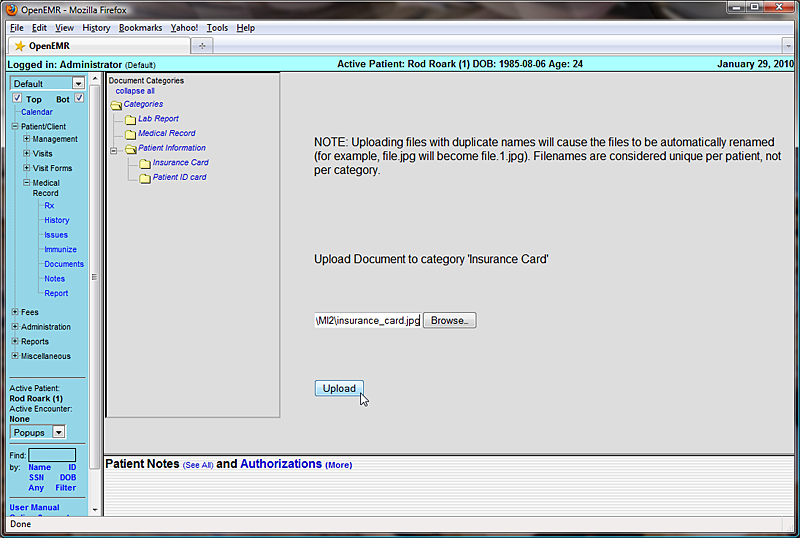 OpenEMR - Mozilla Firefox
File Edit View History Bookmarks Yahoo! Tools Help
OpenEMR
Logged in: Administrator (Default)
Active Patient: Rod Roark (1) DOB: 1985-08-06 Age: 24
January 29, 2010
Default
Top Bot
Calendar
Patient/Client
Management
Visits
Visit Forms
Medical
Record
Rx
History
Issues
Immunize
Documents
Notes
Report
Fees
Administration
Reports
Miscellaneous
Active Patient:
Rod Roark (1)
Active Encounter:
None
Popups
Find:
by: Name ID
SSN DOB
Any Filter
User Manual
Document Categories
collapse all
Categories
Lab Report
Medical Record
Patient Information
Insurance Card
Patient ID card
NOTE: Uploading files with duplicate names will cause the files to be automatically renamed
(for example, file.jpg will become file.1.jpg). Filenames are considered unique per patient, not
per category.
Upload Document to category 'Insurance Card'
\MI2\insurance_card.jpg Browse..
Upload
Patient Notes (See All) and Authorizations (More)
Done